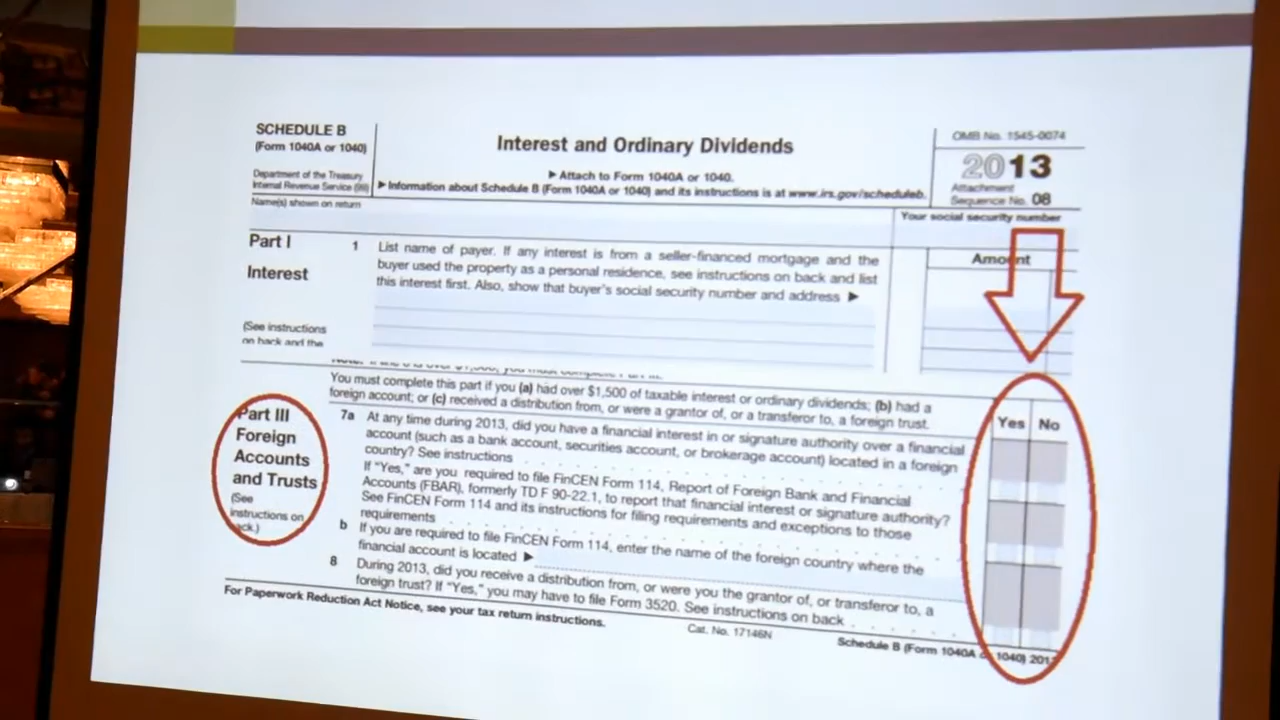 SCHEDULE B
(Form 1040A or 1040)
Department of the Treasury
Internal Revenue Service (99)
Interest and Ordinary Dividends
▶ Attach to Form 1040A or 1040.
▶ Information about Schedule B (Form 1040A or 1040) and its instructions is at www.irs.gov/scheduleb.
OMB No. 1545-0074
2013
Attachment
Sequence No. 08
Name(s) shown on return
Your social security number
Part I
Interest
(See instructions
on back and the
1 List name of payer. If any interest is from a seller-financed mortgage and the
buyer used the property as a personal residence, see instructions on back and list
this interest first. Also, show that buyer's social security number and address ▶
Amount
You must complete this part if you (a) had over $1,500 of taxable interest or ordinary dividends; (b) had a
foreign account; or (c) received a distribution from, or were a grantor of, or a transferor to, a foreign trust.
Yes No
Part III
Foreign
Accounts
and Trusts
(See
instructions on
back.)
7a At any time during 2013, did you have a financial interest in or signature authority over a financial
account (such as a bank account, securities account, or brokerage account) located in a foreign
country? See instructions
If "Yes," are you required to file FinCEN Form 114, Report of Foreign Bank and Financial
Accounts (FBAR), formerly TD F 90-22.1, to report that financial interest or signature authority?
See FinCEN Form 114 and its instructions for filing requirements and exceptions to those
requirements
b If you are required to file FinCEN Form 114, enter the name of the foreign country where the
financial account is located ▶
8 During 2013, did you receive a distribution from, or were you the grantor of, or transferor to, a
foreign trust? If "Yes," you may have to file Form 3520. See instructions on back
For Paperwork Reduction Act Notice, see your tax return instructions.
Cat. No. 17146N
Schedule B (Form 1040A or 1040) 2013